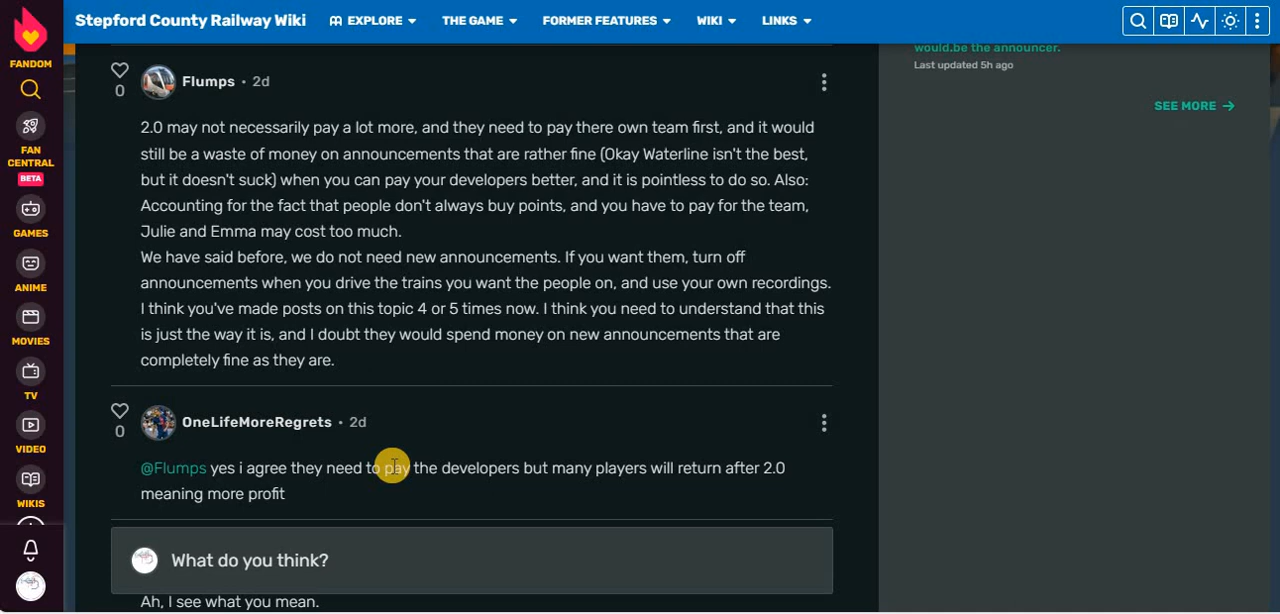 Stepford County Railway Wiki
EXPLORE
THE GAME
FORMER FEATURES
WIKI
LINKS
FANDOM
FAN
CENTRAL
BETA
GAMES
ANIME
MOVIES
TV
VIDEO
WIKIS
would,be the announcer.
Last updated 5h ago
SEE MORE →
0
Flumps • 2d
2.0 may not necessarily pay a lot more, and they need to pay there own team first, and it would
still be a waste of money on announcements that are rather fine (Okay Waterline isn't the best,
but it doesn't suck) when you can pay your developers better, and it is pointless to do so. Also:
Accounting for the fact that people don't always buy points, and you have to pay for the team,
Julie and Emma may cost too much.
We have said before, we do not need new announcements. If you want them, turn off
announcements when you drive the trains you want the people on, and use your own recordings.
I think you've made posts on this topic 4 or 5 times now. I think you need to understand that this
is just the way it is, and I doubt they would spend money on new announcements that are
completely fine as they are.
0
OneLifeMoreRegrets • 2d
@Flumps yes i agree they need to pay the developers but many players will return after 2.0
meaning more profit
What do you think?
Ah, I see what you mean.